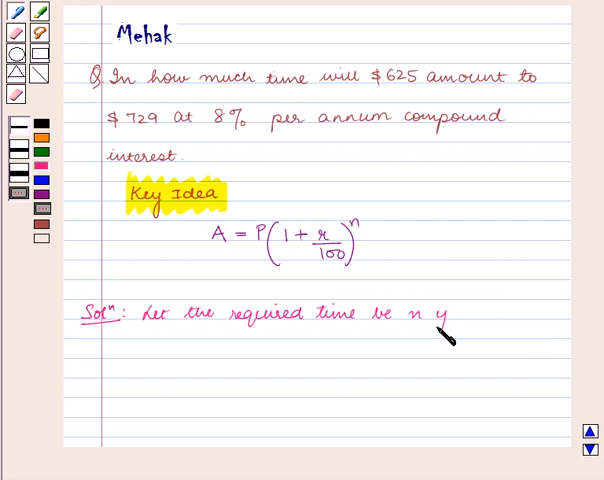 Mehak
Q. In how much time will $625 amount to
$729 at 8% per annum compound
interest.
Key Idea
A = P(1 + r/100)^n
Solⁿ: Let the required time be n y